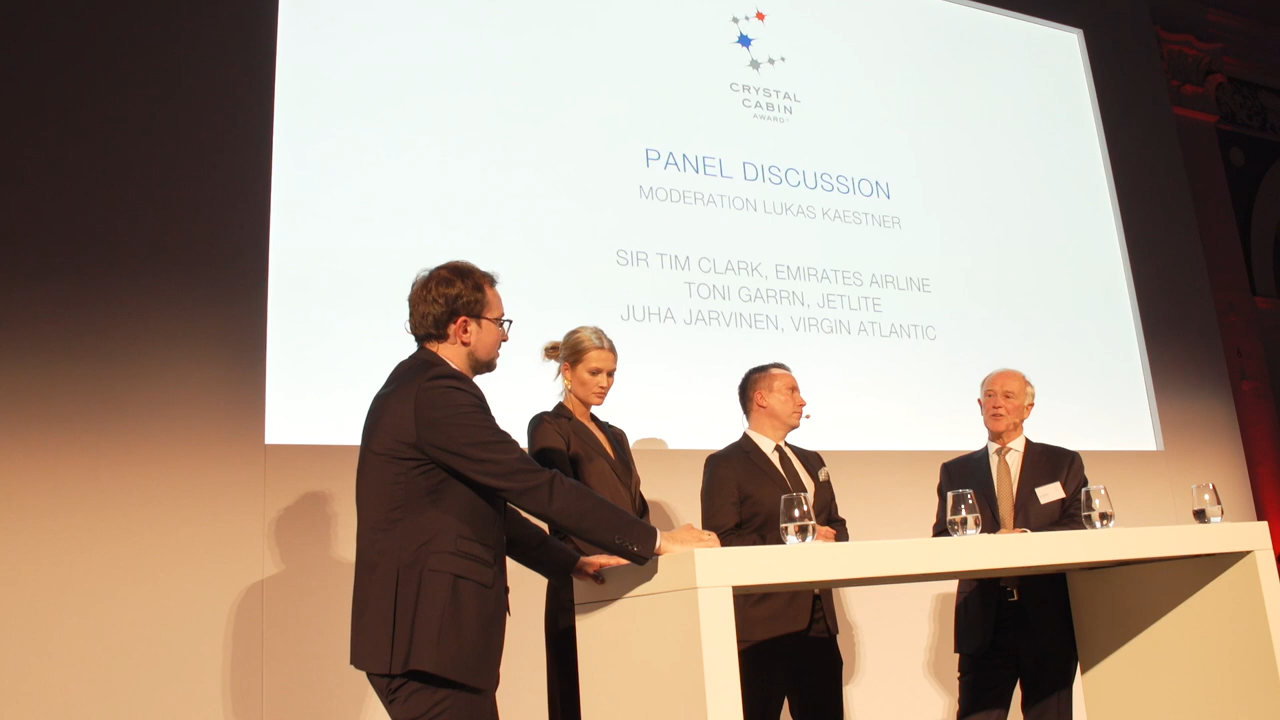 CRYSTAL
CABIN
AWARD
PANEL DISCUSSION
MODERATION LUKAS KAESTNER
SIR TIM CLARK, EMIRATES AIRLINE
TONI GARRN, JETLITE
JUHA JARVINEN, VIRGIN ATLANTIC